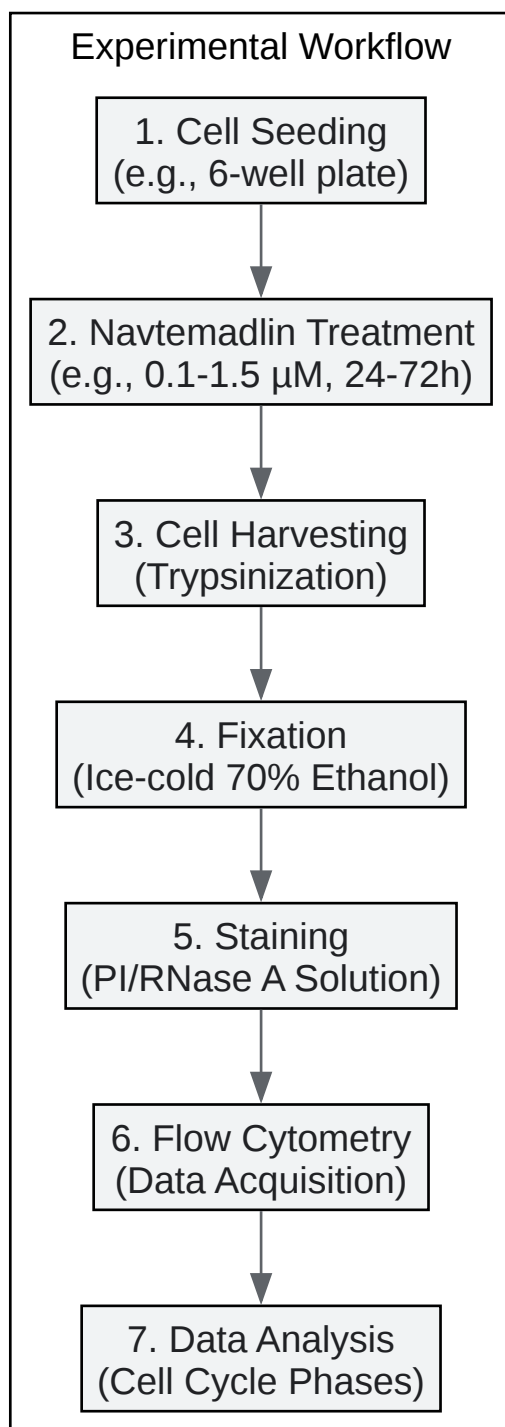 Experimental Workflow
1. Cell Seeding
(e.g., 6-well plate)
2. Navtemadlin Treatment
(e.g., 0.1-1.5 µM, 24-72h)
3. Cell Harvesting
(Trypsinization)
4. Fixation
(Ice-cold 70% Ethanol)
5. Staining
(PI/RNase A Solution)
6. Flow Cytometry
(Data Acquisition)
7. Data Analysis
(Cell Cycle Phases)